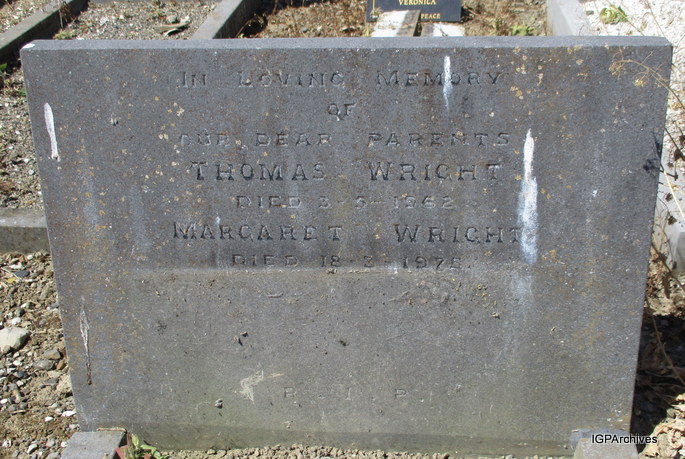 VERONICA
PEACE
IN LOVING MEMORY
OF
OUR DEAR PARENTS
THOMAS WRIGHT
DIED 3-5-1962
MARGARET WRIGHT
DIED 18-3-1975.
R. I. P.
IGPArchives